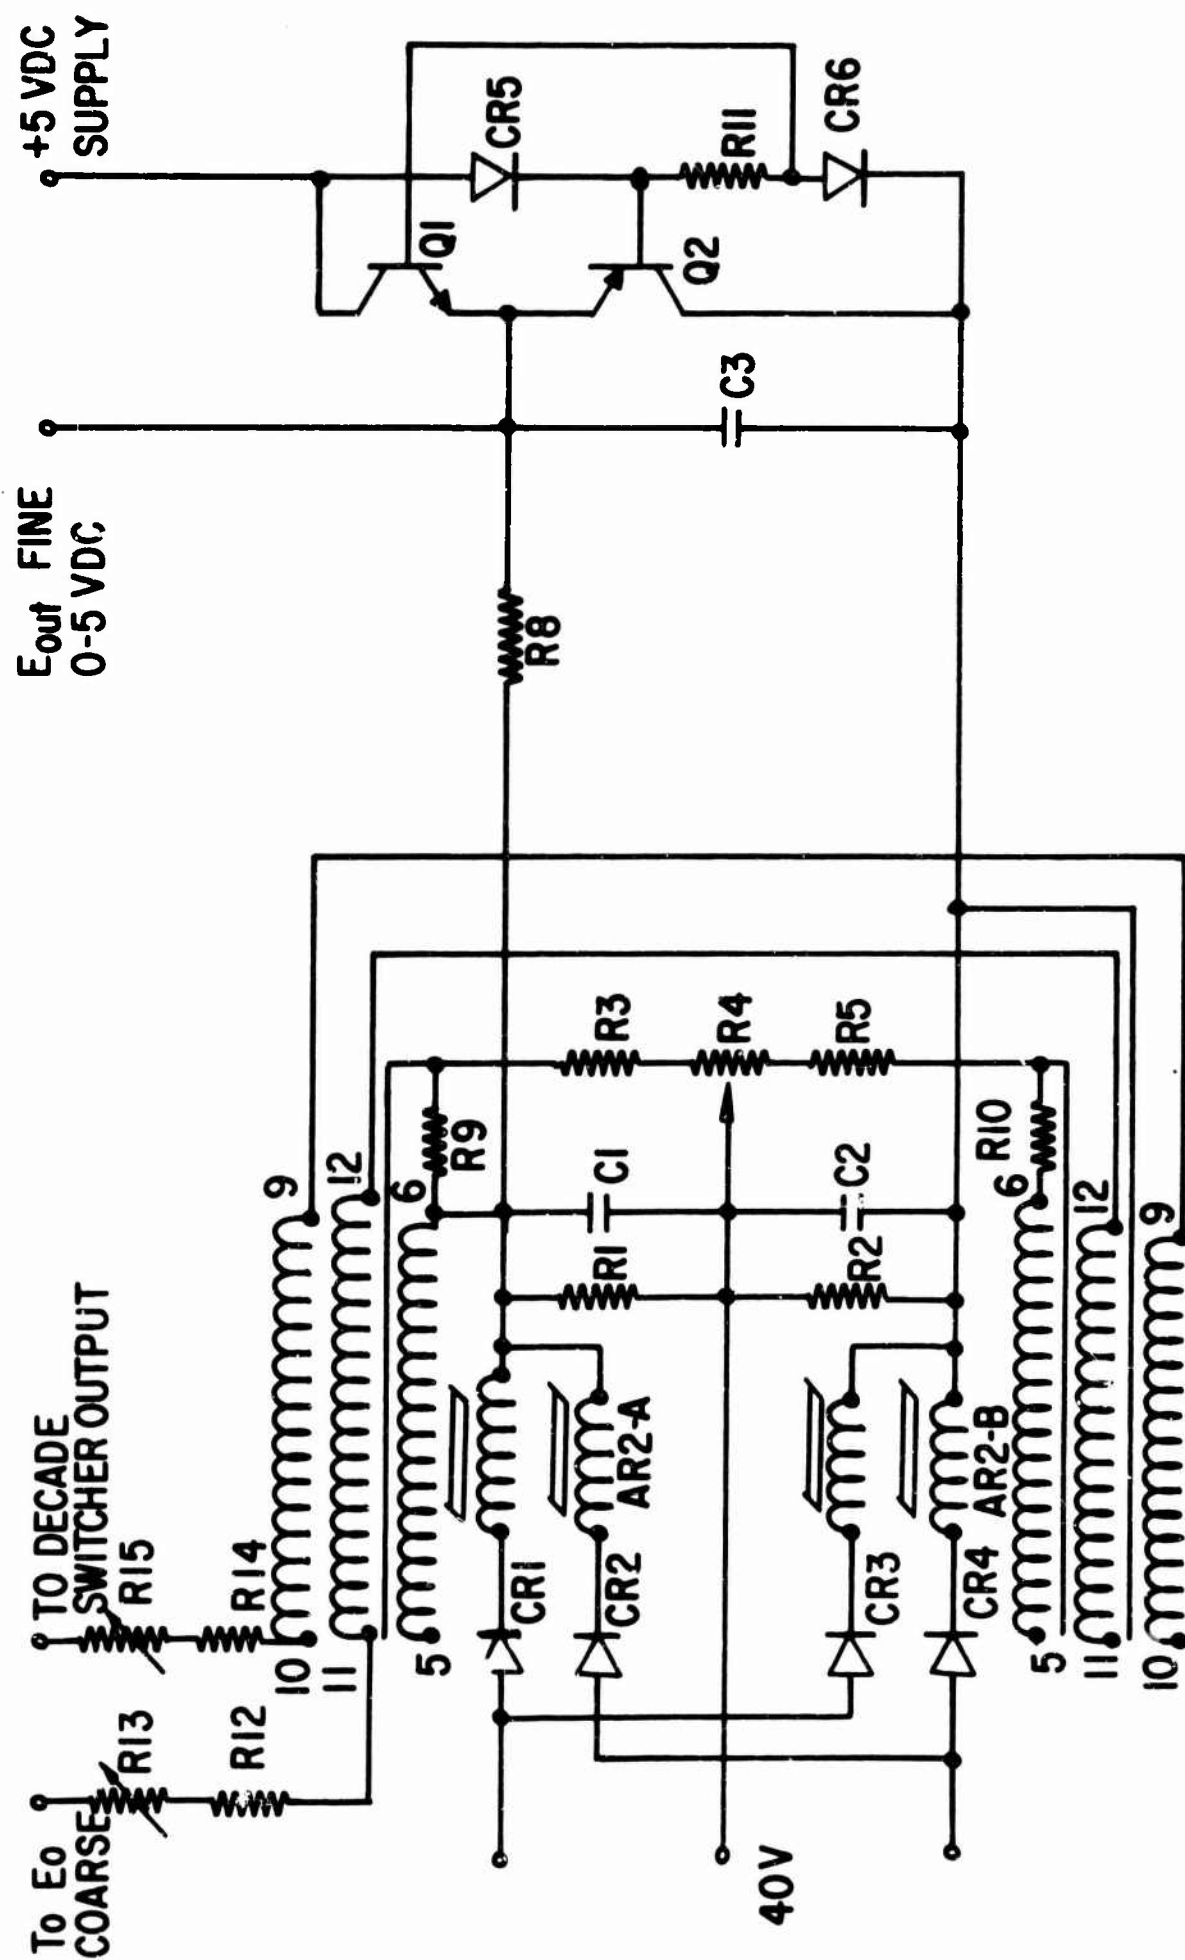 +5 VDC
SUPPLY
Eout FINE
0-5 VDC
TO DECADE
SWITCHER OUTPUT
To Eo
COARSE
R15
R14
R13
R12
9
10
12
11
6
5
R9
CR5
R11
CR6
Q1
Q2
C3
R8
R3
R4
R5
C1
C2
R1
R2
AR2-A
AR2-B
CR1
CR2
CR3
CR4
R10
6
5
12
11
9
10
40V